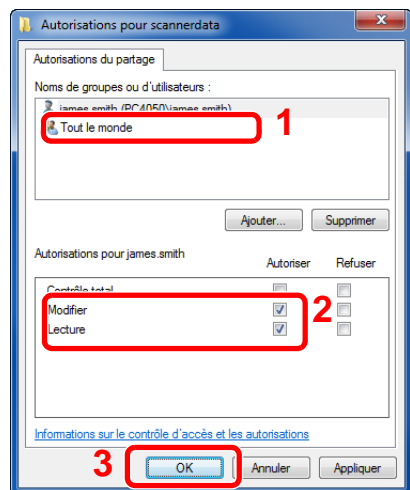 Autorisations pour scannerdata
Autorisations du partage
Noms de groupes ou d'utilisateurs :
james smith (PC4050\james.smith)
Tout le monde
1
Ajouter... Supprimer
Autorisations pour james.smith Autoriser Refuser
Contrôle total
Modifier
2
Lecture
Informations sur le contrôle d'accès et les autorisations
3
OK Annuler Appliquer